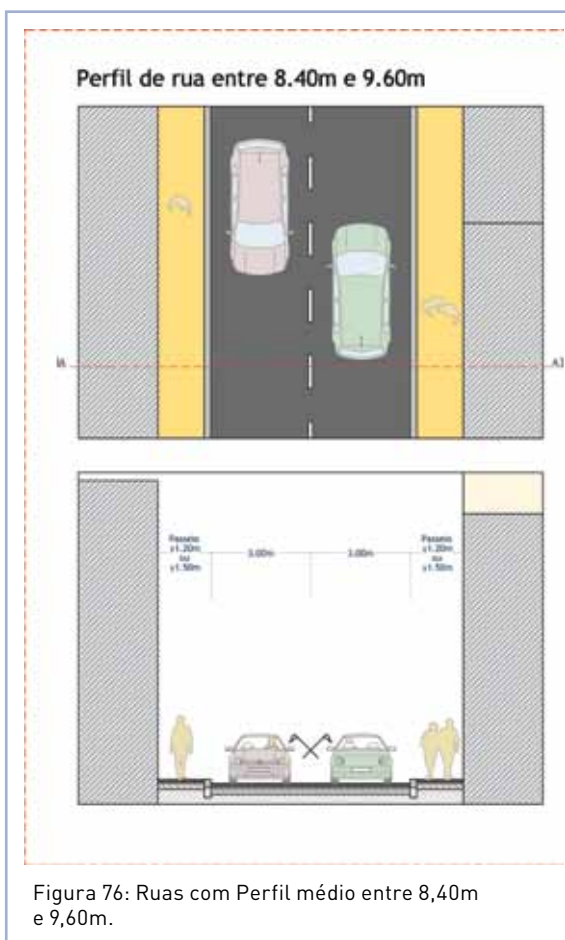 Perfil de rua entre 8.40m e 9.60m
Passeio
≥1.20m
ou
≥1.50m
3.00m
3.00m
Passeio
≥1.20m
ou
≥1.50m
Figura 76: Ruas com Perfil médio entre 8,40m
e 9,60m.